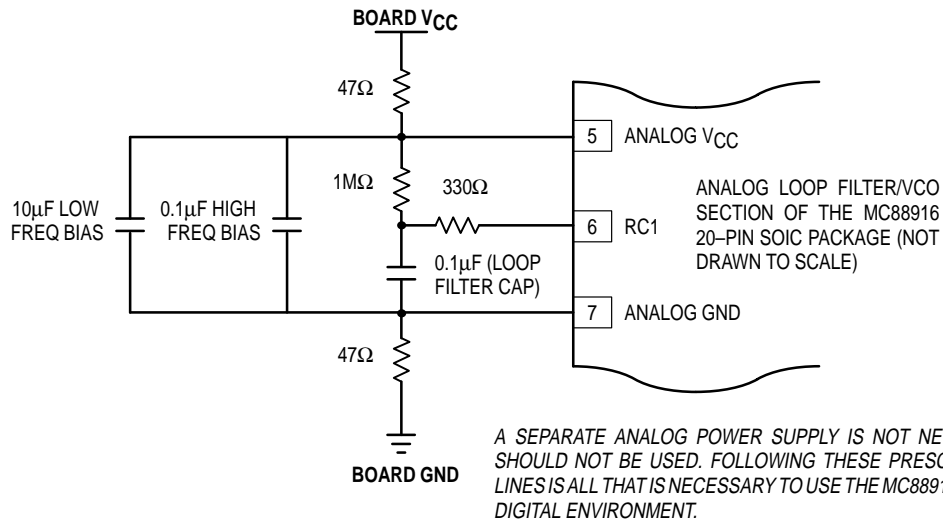 BOARD VCC
47Ω
5 ANALOG VCC
1MΩ
330Ω
10µF LOW
FREQ BIAS
0.1µF HIGH
FREQ BIAS
6 RC1
ANALOG LOOP FILTER/VCO
SECTION OF THE MC88916
20–PIN SOIC PACKAGE (NOT
DRAWN TO SCALE)
0.1µF (LOOP
FILTER CAP)
7 ANALOG GND
47Ω
BOARD GND
A SEPARATE ANALOG POWER SUPPLY IS NOT NE
SHOULD NOT BE USED. FOLLOWING THESE PRESC
LINES IS ALL THAT IS NECESSARY TO USE THE MC8891
DIGITAL ENVIRONMENT.